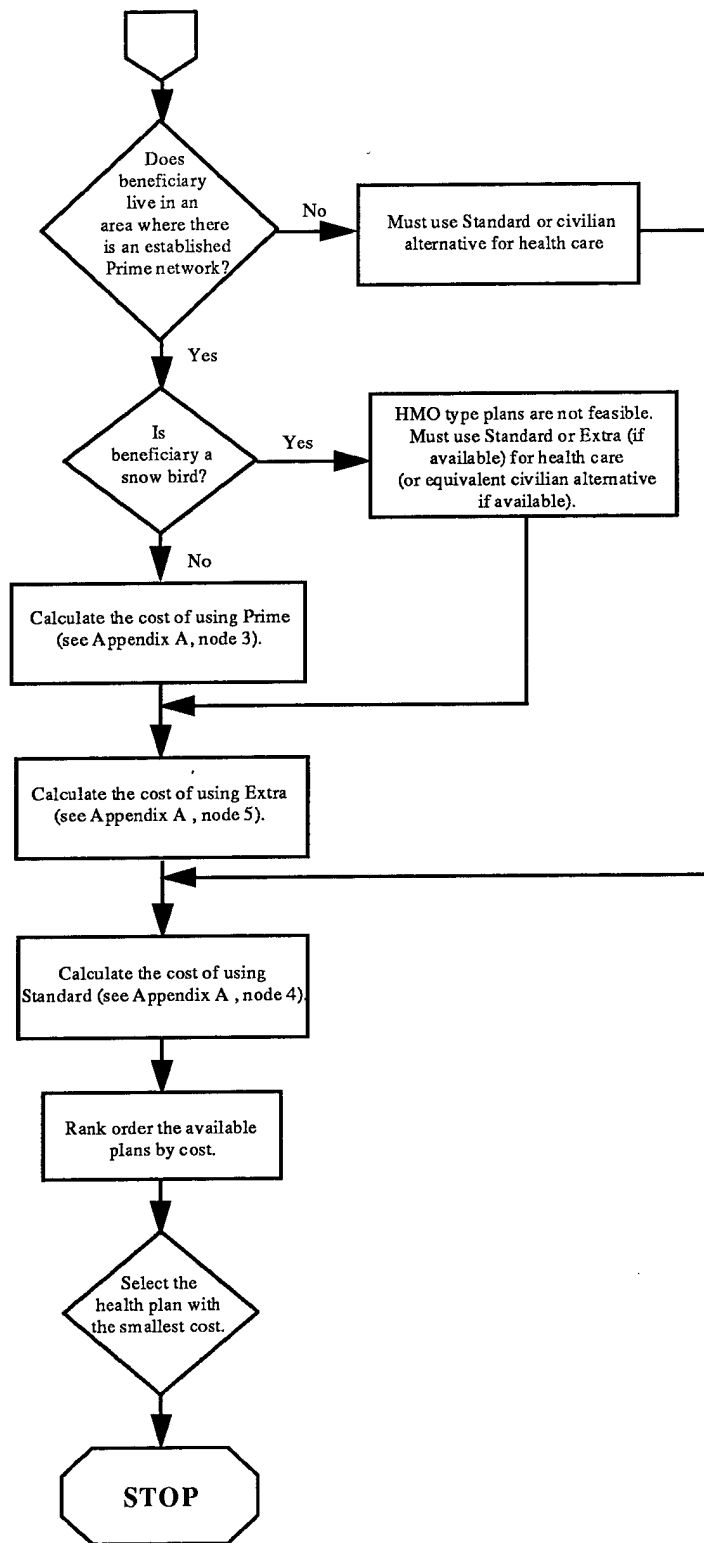 Does
beneficiary
live in an
area where there
is an established
Prime network?
No
Must use Standard or civilian
alternative for health care
Yes
Is
beneficiary a
snow bird?
Yes
HMO type plans are not feasible.
Must use Standard or Extra (if
available) for health care
(or equivalent civilian alternative
if available).
No
Calculate the cost of using Prime
(see Appendix A, node 3).
Calculate the cost of using Extra
(see Appendix A , node 5).
Calculate the cost of using
Standard (see Appendix A , node 4).
Rank order the available
plans by cost.
Select the
health plan with
the smallest cost.
STOP